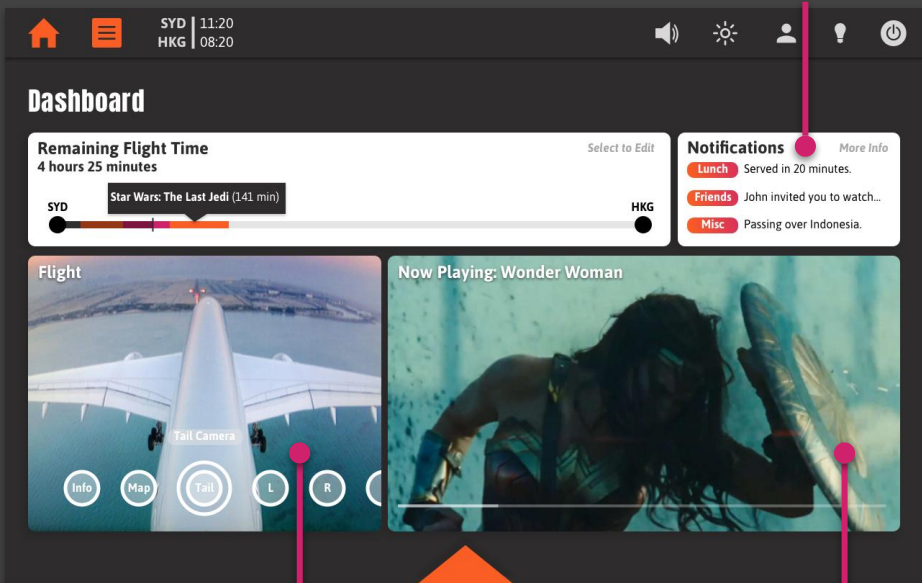 SYD 11:20
HKG 08:20
Dashboard
Remaining Flight Time
Select to Edit
4 hours 25 minutes
Star Wars: The Last Jedi (141 min)
SYD
HKG
Notifications
More Info
Lunch Served in 20 minutes.
Friends John invited you to watch...
Misc Passing over Indonesia.
Flight
Tail Camera
Info Map Tail L R
Now Playing: Wonder Woman